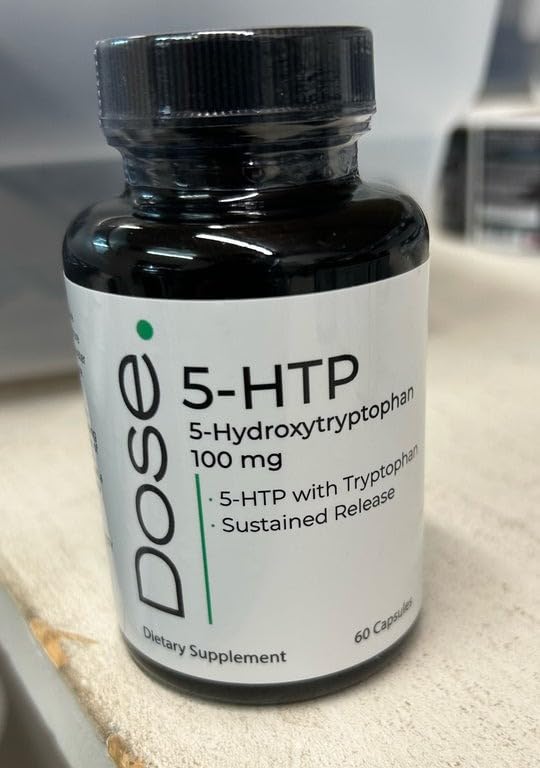 Dose.
5-HTP
5-Hydroxytryptophan
100 mg
· 5-HTP with Tryptophan
· Sustained Release
Dietary Supplement
60 Capsules